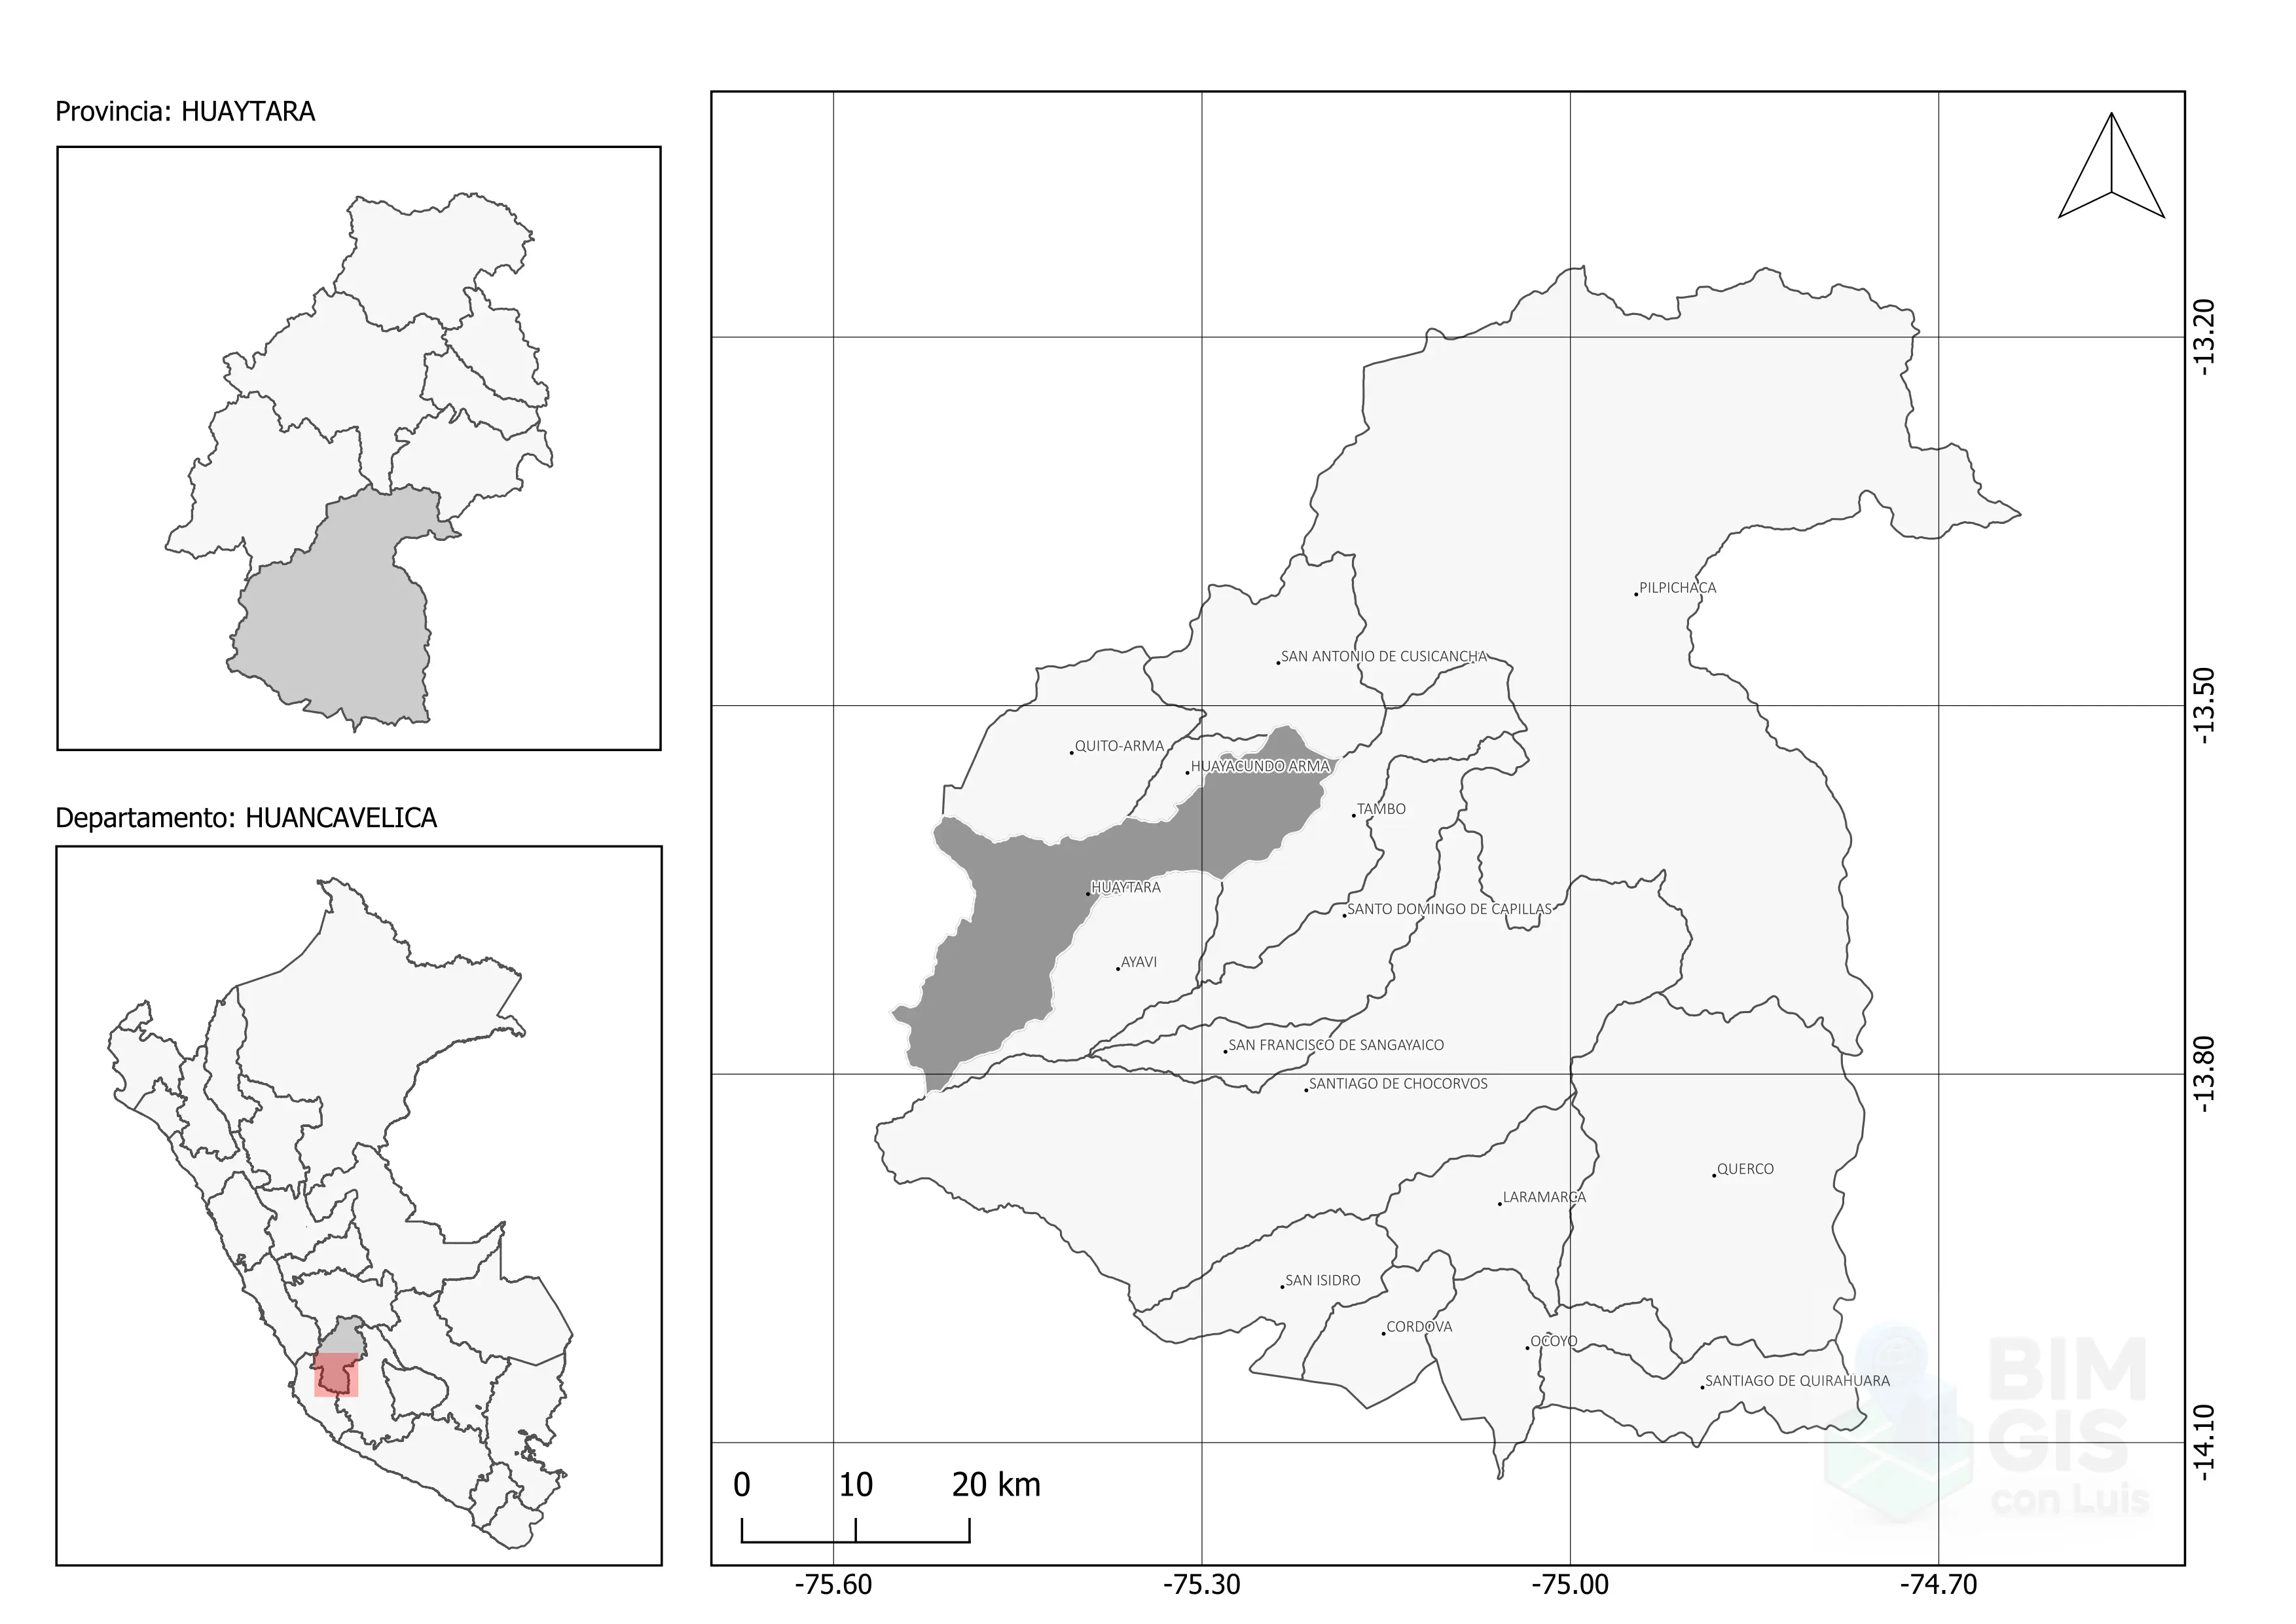 Provincia: HUAYTARA
Departamento: HUANCAVELICA
PILPICHACA
SAN ANTONIO DE CUSICANCHA
QUITO-ARMA
HUAYACUNDO ARMA
TAMBO
HUAYTARA
SANTO DOMINGO DE CAPILLAS
AYAVI
SAN FRANCISCO DE SANGAYAICO
SANTIAGO DE CHOCORVOS
QUERCO
LARAMARCA
SAN ISIDRO
CORDOVA
OCOYO
SANTIAGO DE QUIRAHUARA
-13.20
-13.50
-13.80
-14.10
0 10 20 km
-75.60 -75.30 -75.00 -74.70
BIM
GIS
con Luis